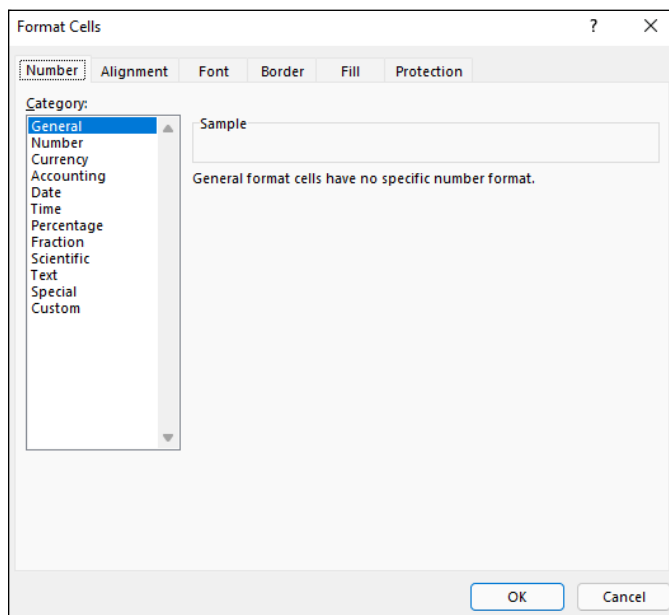 Format Cells ?
Number Alignment Font Border Fill Protection
Category:
General
Number
Currency
Accounting
Date
Time
Percentage
Fraction
Scientific
Text
Special
Custom
Sample
General format cells have no specific number format.
OK Cancel